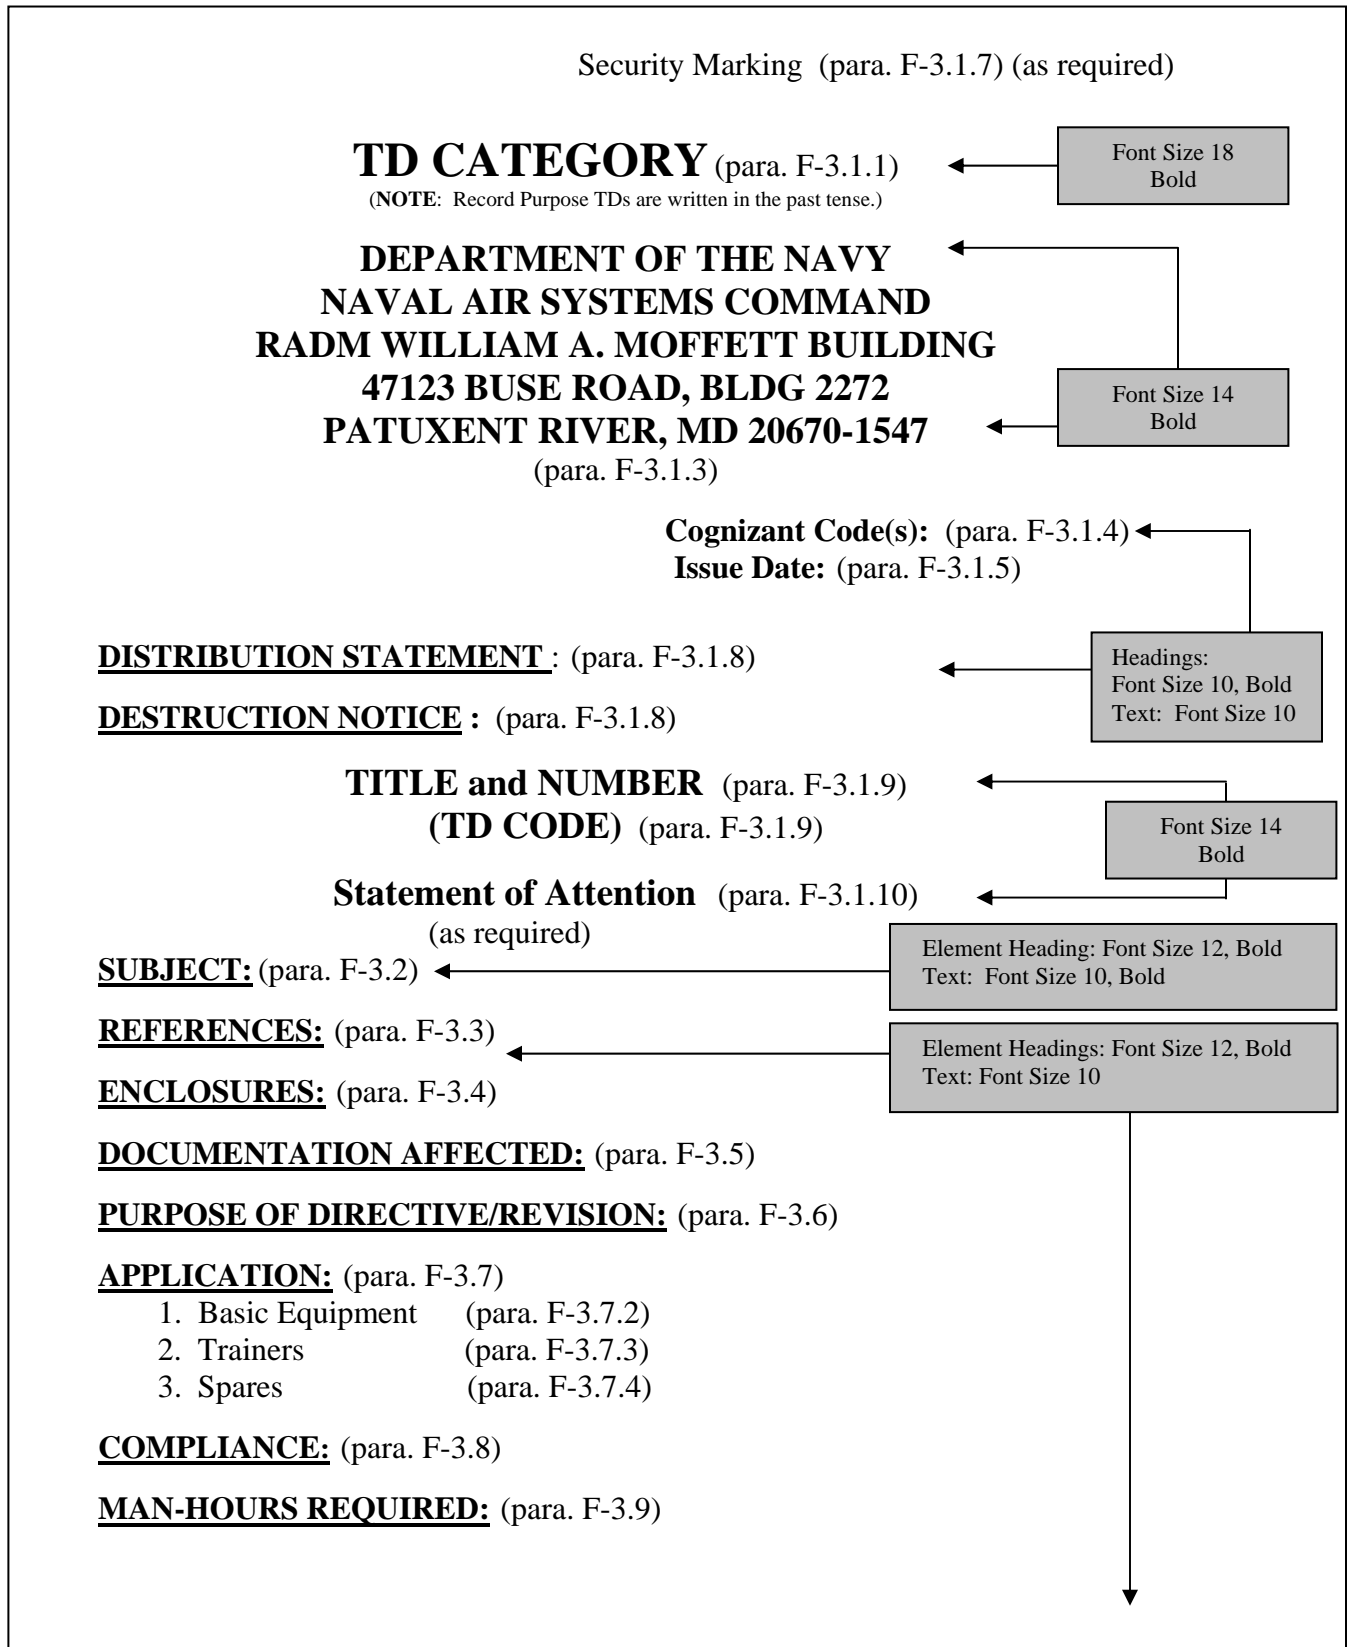 Security Marking (para. F-3.1.7) (as required)
TD CATEGORY (para. F-3.1.1)
Font Size 18
Bold
(NOTE: Record Purpose TDs are written in the past tense.)
DEPARTMENT OF THE NAVY
NAVAL AIR SYSTEMS COMMAND
RADM WILLIAM A. MOFFETT BUILDING
47123 BUSE ROAD, BLDG 2272
PATUXENT RIVER, MD 20670-1547
(para. F-3.1.3)
Font Size 14
Bold
Cognizant Code(s): (para. F-3.1.4)
Issue Date: (para. F-3.1.5)
DISTRIBUTION STATEMENT : (para. F-3.1.8)
DESTRUCTION NOTICE : (para. F-3.1.8)
Headings:
Font Size 10, Bold
Text: Font Size 10
TITLE and NUMBER (para. F-3.1.9)
(TD CODE) (para. F-3.1.9)
Font Size 14
Bold
Statement of Attention (para. F-3.1.10)
(as required)
SUBJECT: (para. F-3.2)
Element Heading: Font Size 12, Bold
Text: Font Size 10, Bold
REFERENCES: (para. F-3.3)
Element Headings: Font Size 12, Bold
Text: Font Size 10
ENCLOSURES: (para. F-3.4)
DOCUMENTATION AFFECTED: (para. F-3.5)
PURPOSE OF DIRECTIVE/REVISION: (para. F-3.6)
APPLICATION: (para. F-3.7)
1. Basic Equipment (para. F-3.7.2)
2. Trainers (para. F-3.7.3)
3. Spares (para. F-3.7.4)
COMPLIANCE: (para. F-3.8)
MAN-HOURS REQUIRED: (para. F-3.9)